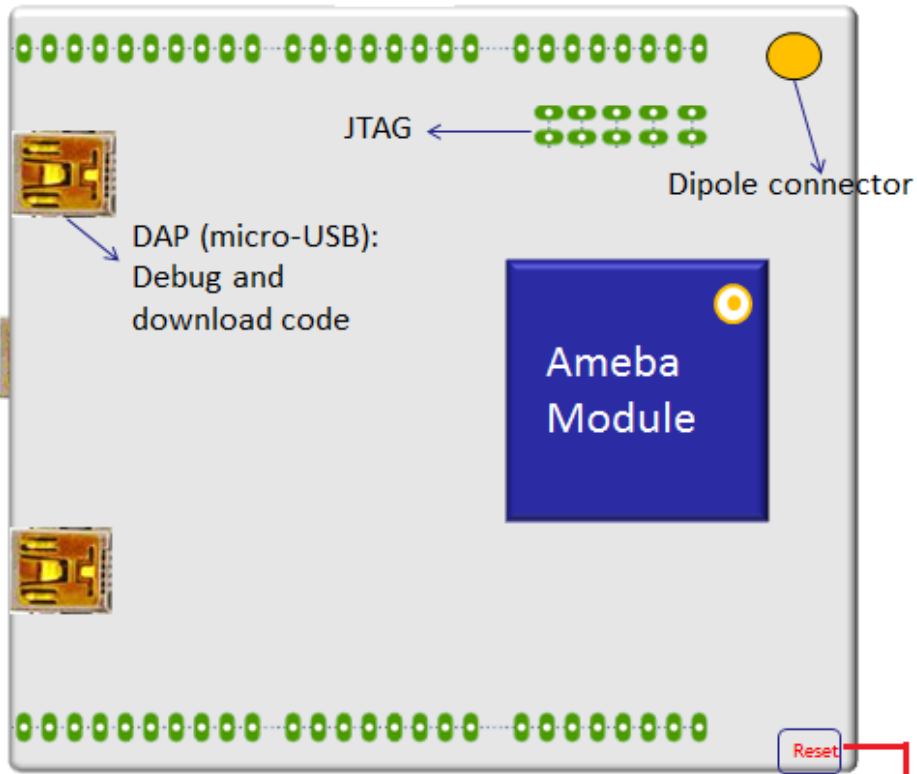 JTAG
Dipole connector
DAP (micro-USB):
Debug and
download code
Ameba
Module
Reset